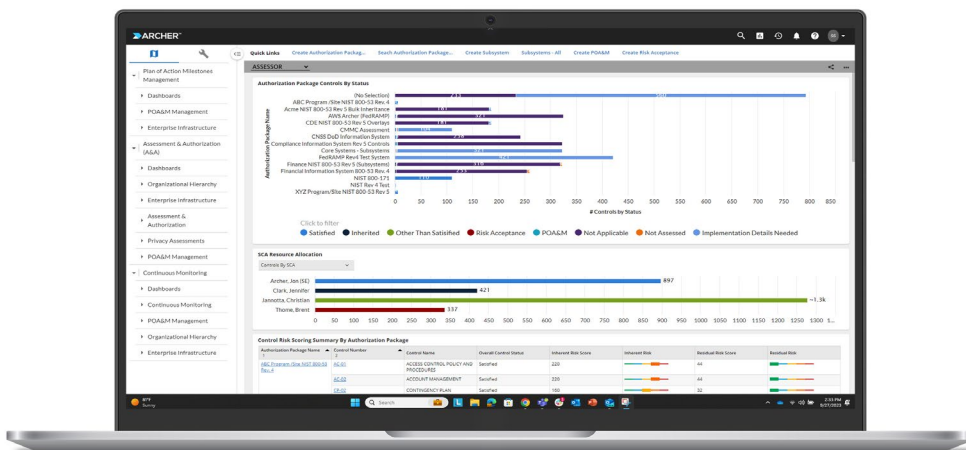 ARCHER
Quick Links
Create Authorization Packag...
Seach Authorization Package...
Create Subsystem
Subsystems - All
Create POA&M
Create Risk Acceptance
ASSESSOR
Plan of Action Milestones
Management
Dashboards
POA&M Management
Enterprise Infrastructure
Assessment & Authorization
(A&A)
Dashboards
Organizational Hierarchy
Enterprise Infrastructure
Assessment &
Authorization
Privacy Assessments
POA&M Management
Continuous Monitoring
Dashboards
Continuous Monitoring
POA&M Management
Organizational Hierarchy
Enterprise Infrastructure
Authorization Package Controls By Status
Authorization Package Name
(No Selection)
ABC Program /Site NIST 800-53 Rev. 4
Acme NIST 800-53 Rev 5 Bulk Inheritance
AWS Archer (FedRAMP)
CDE NIST 800-53 Rev 5 Overlays
CMMC Assessment
CNSS DoD Information System
Compliance Information System Rev 5 Controls
Core Systems - Subsystems
FedRAMP Rev4 Test System
Finance NIST 800-53 Rev 5 (Subsystems)
Financial Information System 800-53 Rev. 4
NIST 800-171
NIST Rev 4 Test
XYZ Program/Site NIST 800-53 Rev 5
0 50 100 150 200 250 300 350 400 450 500 550 600 650 700 750 800 850
# Controls by Status
Click to filter
Satisfied Inherited Other Than Satisified Risk Acceptance POA&M Not Applicable Not Assessed Implementation Details Needed
SCA Resource Allocation
Controls By SCA
Archer, Jon (SE) 897
Clark, Jennifer 421
Jannotta, Christian ~1.3k
Thome, Brent 337
0 50 100 150 200 250 300 350 400 450 500 550 600 650 700 750 800 850 900 950 1000 1050 1100 1150 1200 1250 1300 1...
Control Risk Scoring Summary By Authorization Package
Authorization Package Name Control Number Control Name Overall Control Status Inherent Risk Score Inherent Risk Residual Risk Score Residual Risk
ABC Program /Site NIST 800-53 Rev. 4 AC-01 ACCESS CONTROL POLICY AND PROCEDURES Satisfied 220 44
AC-02 ACCOUNT MANAGEMENT Satisfied 220 44
CP-02 CONTINGENCY PLAN Satisfied 160 32
87°F
Sunny
Search
2:33 PM
9/27/2023